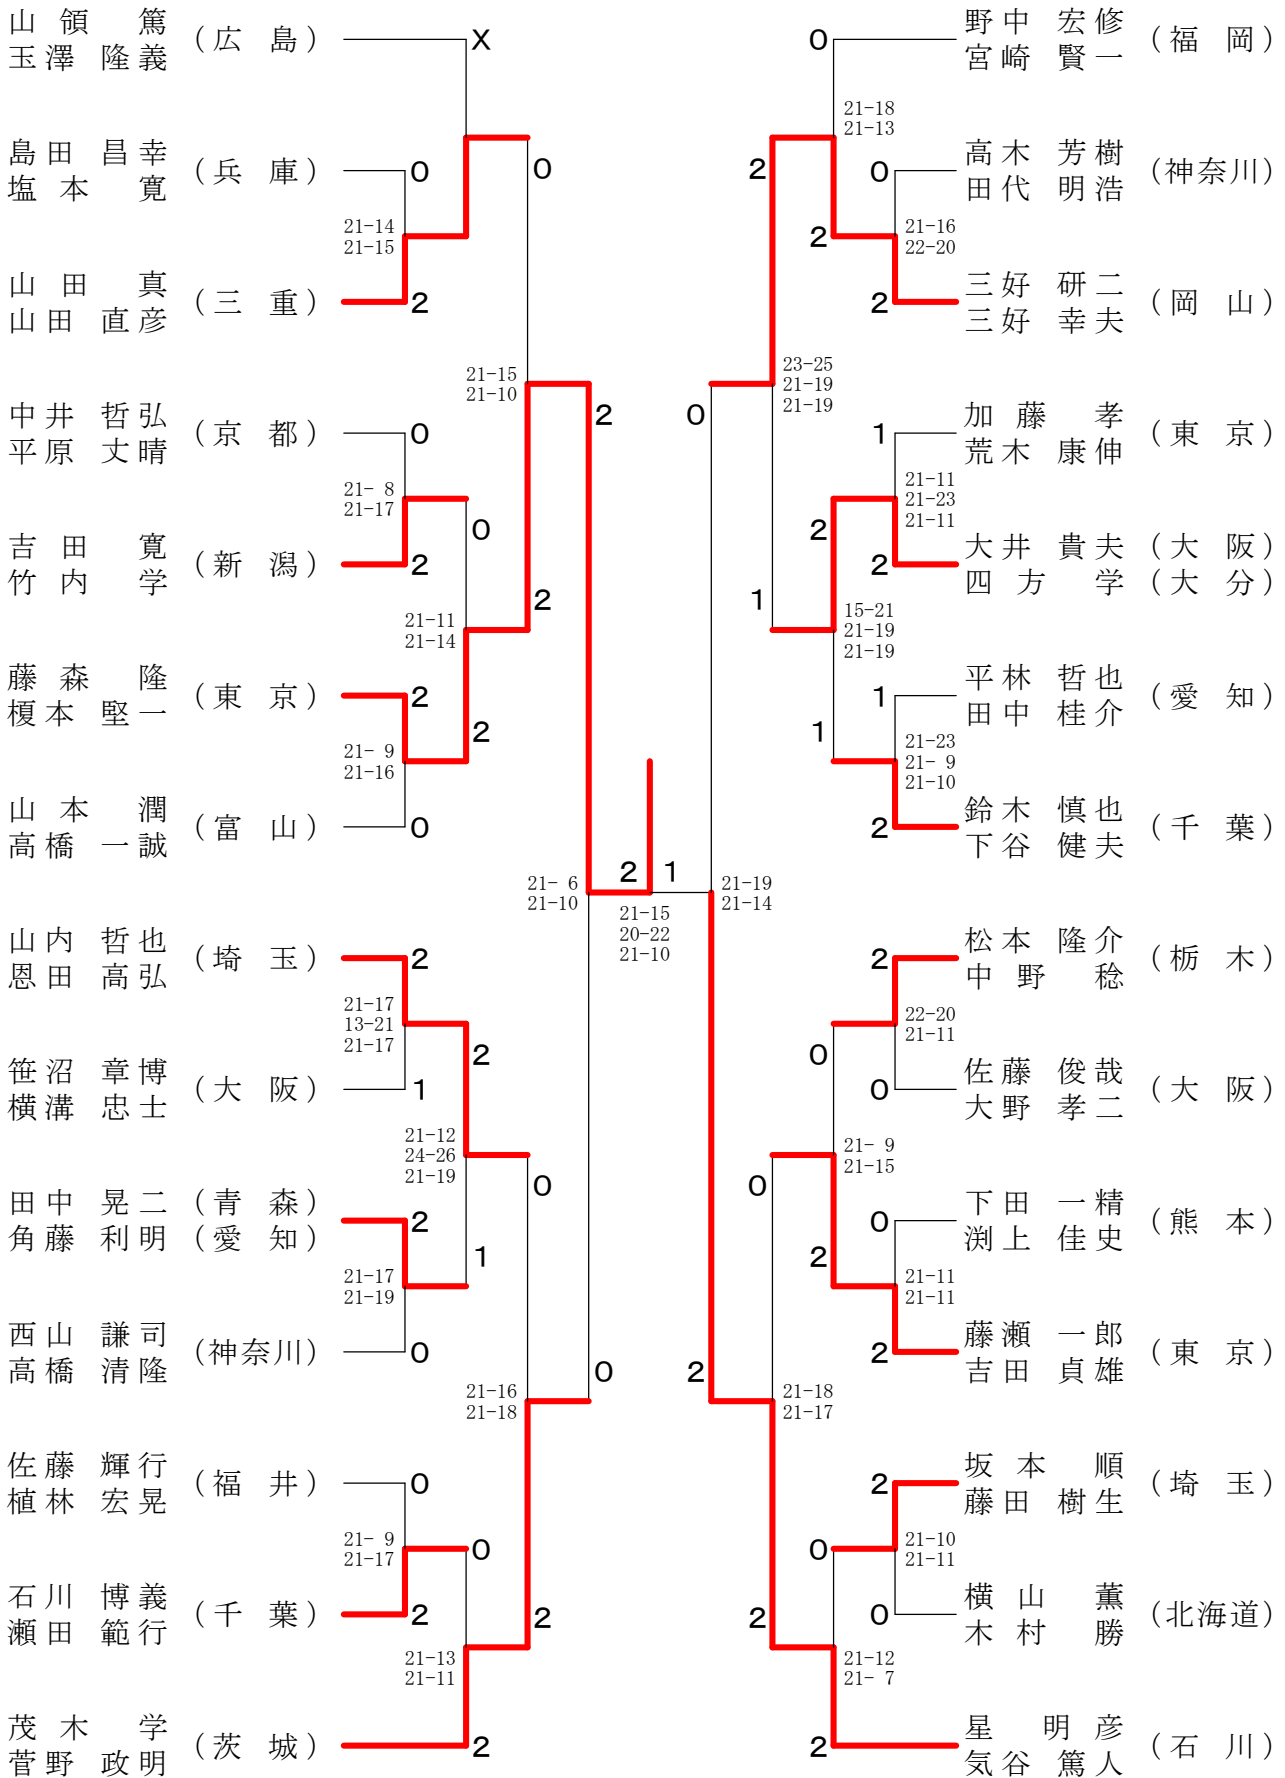 山領 篤
玉澤 隆義
(広 島)
X
島田 昌幸
塩本 寛
(兵 庫)
0
21-14
21-15
0
山田 真
山田 直彦
(三 重)
2
21-15
21-10
2
中井 哲弘
平原 丈晴
(京 都)
0
21- 8
21-17
0
吉田 寛
竹内 学
(新 潟)
2
21-11
21-14
2
藤森 隆
榎本 堅一
(東 京)
2
21- 9
21-16
2
山本 潤
高橋 一誠
(富 山)
0
21- 6
21-10
2
1
21-15
20-22
21-10
山内 哲也
恩田 高弘
(埼 玉)
2
21-17
13-21
21-17
2
笹沼 章博
横溝 忠士
(大 阪)
1
21-12
24-26
21-19
0
田中 晃二 (青 森)
角藤 利明 (愛 知)
2
21-17
21-19
1
西山 謙司
高橋 清隆
(神奈川)
0
21-16
21-18
0
佐藤 輝行
植林 宏晃
(福 井)
0
21- 9
21-17
0
石川 博義
瀬田 範行
(千 葉)
2
21-13
21-11
2
茂木 学
菅野 政明
(茨 城)
2
0
野中 宏修
宮崎 賢一
(福 岡)
21-18
21-13
2
0
高木 芳樹
田代 明浩
(神奈川)
21-16
22-20
2
2
三好 研二
三好 幸夫
(岡 山)
23-25
21-19
21-19
0
1
加藤 孝
荒木 康伸
(東 京)
21-11
21-23
21-11
2
2
大井 貴夫 (大 阪)
四方 学 (大 分)
1
15-21
21-19
21-19
1
平林 哲也
田中 桂介
(愛 知)
1
21-23
21- 9
21-10
2
鈴木 慎也
下谷 健夫
(千 葉)
21-19
21-14
2
松本 隆介
中野 稔
(栃 木)
22-20
21-11
0
0
佐藤 俊哉
大野 孝二
(大 阪)
21- 9
21-15
0
0
下田 一精
渕上 佳史
(熊 本)
2
21-11
21-11
2
藤瀬 一郎
吉田 貞雄
(東 京)
2
21-18
21-17
2
坂本 順
藤田 樹生
(埼 玉)
0
21-10
21-11
0
横山 薫
木村 勝
(北海道)
2
21-12
21- 7
2
星 明彦
気谷 篤人
(石 川)